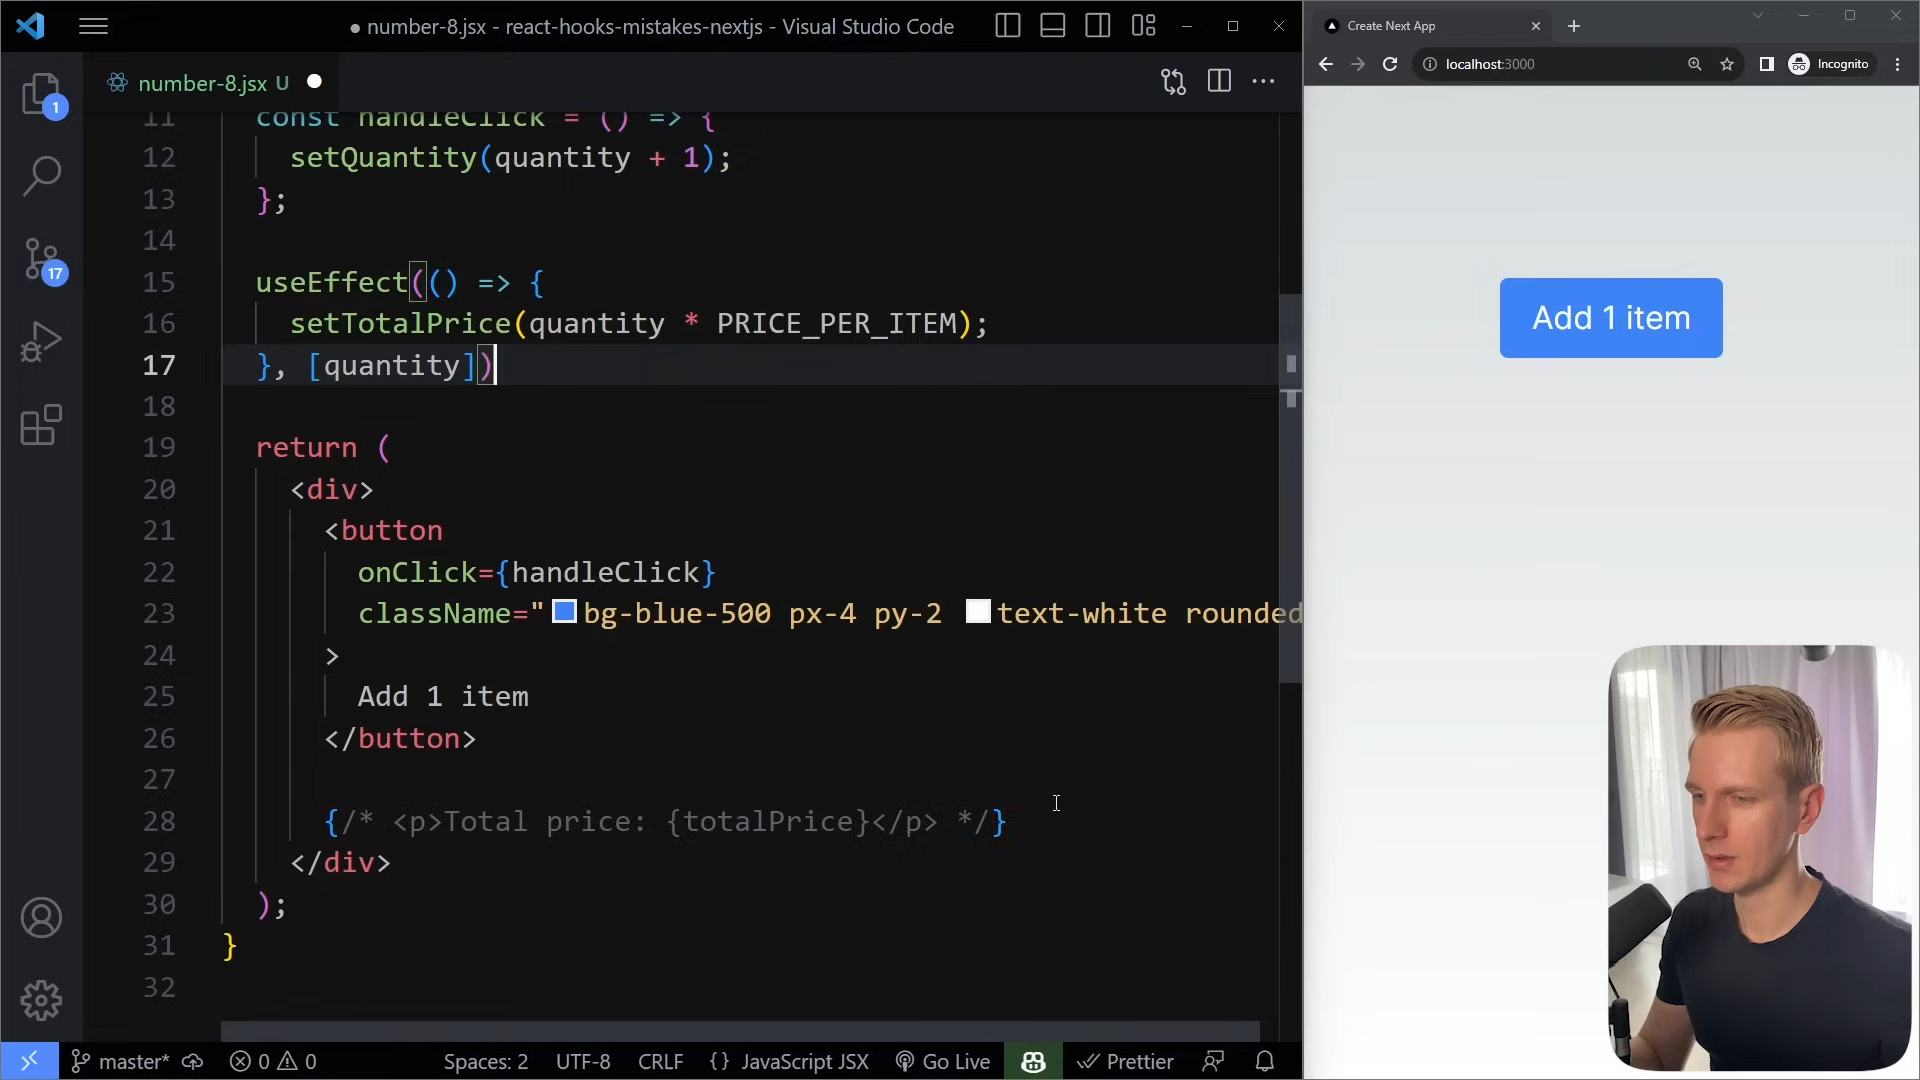 number-8.jsx - react-hooks-mistakes-nextjs - Visual Studio Code
number-8.jsx U
11 const handleClick = () => {
12 setQuantity(quantity + 1);
13 };
14
15 useEffect(() => {
16 setTotalPrice(quantity * PRICE_PER_ITEM);
17 }, [quantity])
18
19 return (
20 <div>
21 <button
22 onClick={handleClick}
23 className="bg-blue-500 px-4 py-2 text-white rounded
24 >
25 Add 1 item
26 </button>
27
28 {/* <p>Total price: {totalPrice}</p> */}
29 </div>
30 );
31 }
32
1
17
master* 0 0 Spaces: 2 UTF-8 CRLF {} JavaScript JSX Go Live Prettier
Create Next App
localhost:3000 Incognito
Add 1 item